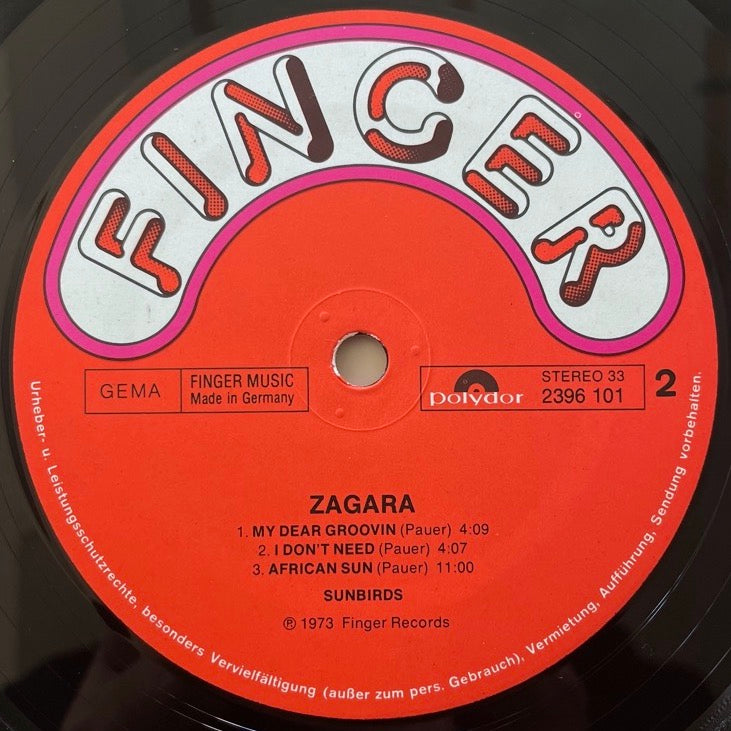 FINGER
GEMA
FINGER MUSIC
Made in Germany
polydor
STEREO 33
2396 101
2
ZAGARA
1. MY DEAR GROOVIN (Pauer) 4:09
2. I DON'T NEED (Pauer) 4:07
3. AFRICAN SUN (Pauer) 11:00
SUNBIRDS
℗ 1973 Finger Records
Urheber- u. Leistungsschutzrechte, besonders Vervielfältigung (außer zum pers. Gebrauch), Vermietung, Aufführung, Sendung vorbehalten.